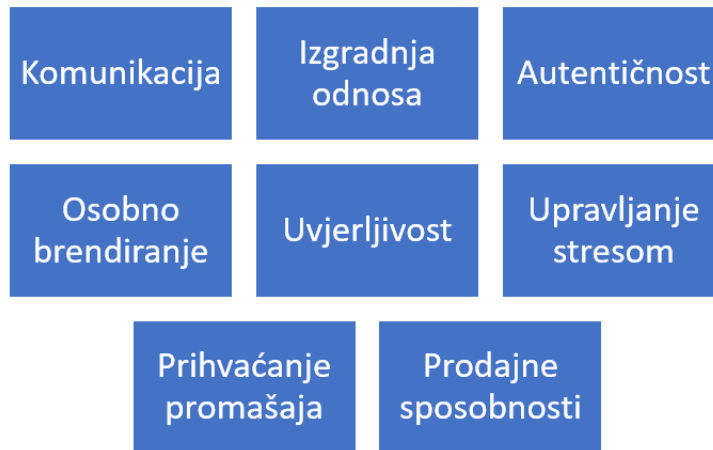 Komunikacija
Izgradnja
odnosa
Autentičnost
Osobno
brendiranje
Uvjerljivost
Upravljanje
stresom
Prihvaćanje
promašaja
Prodajne
sposobnosti